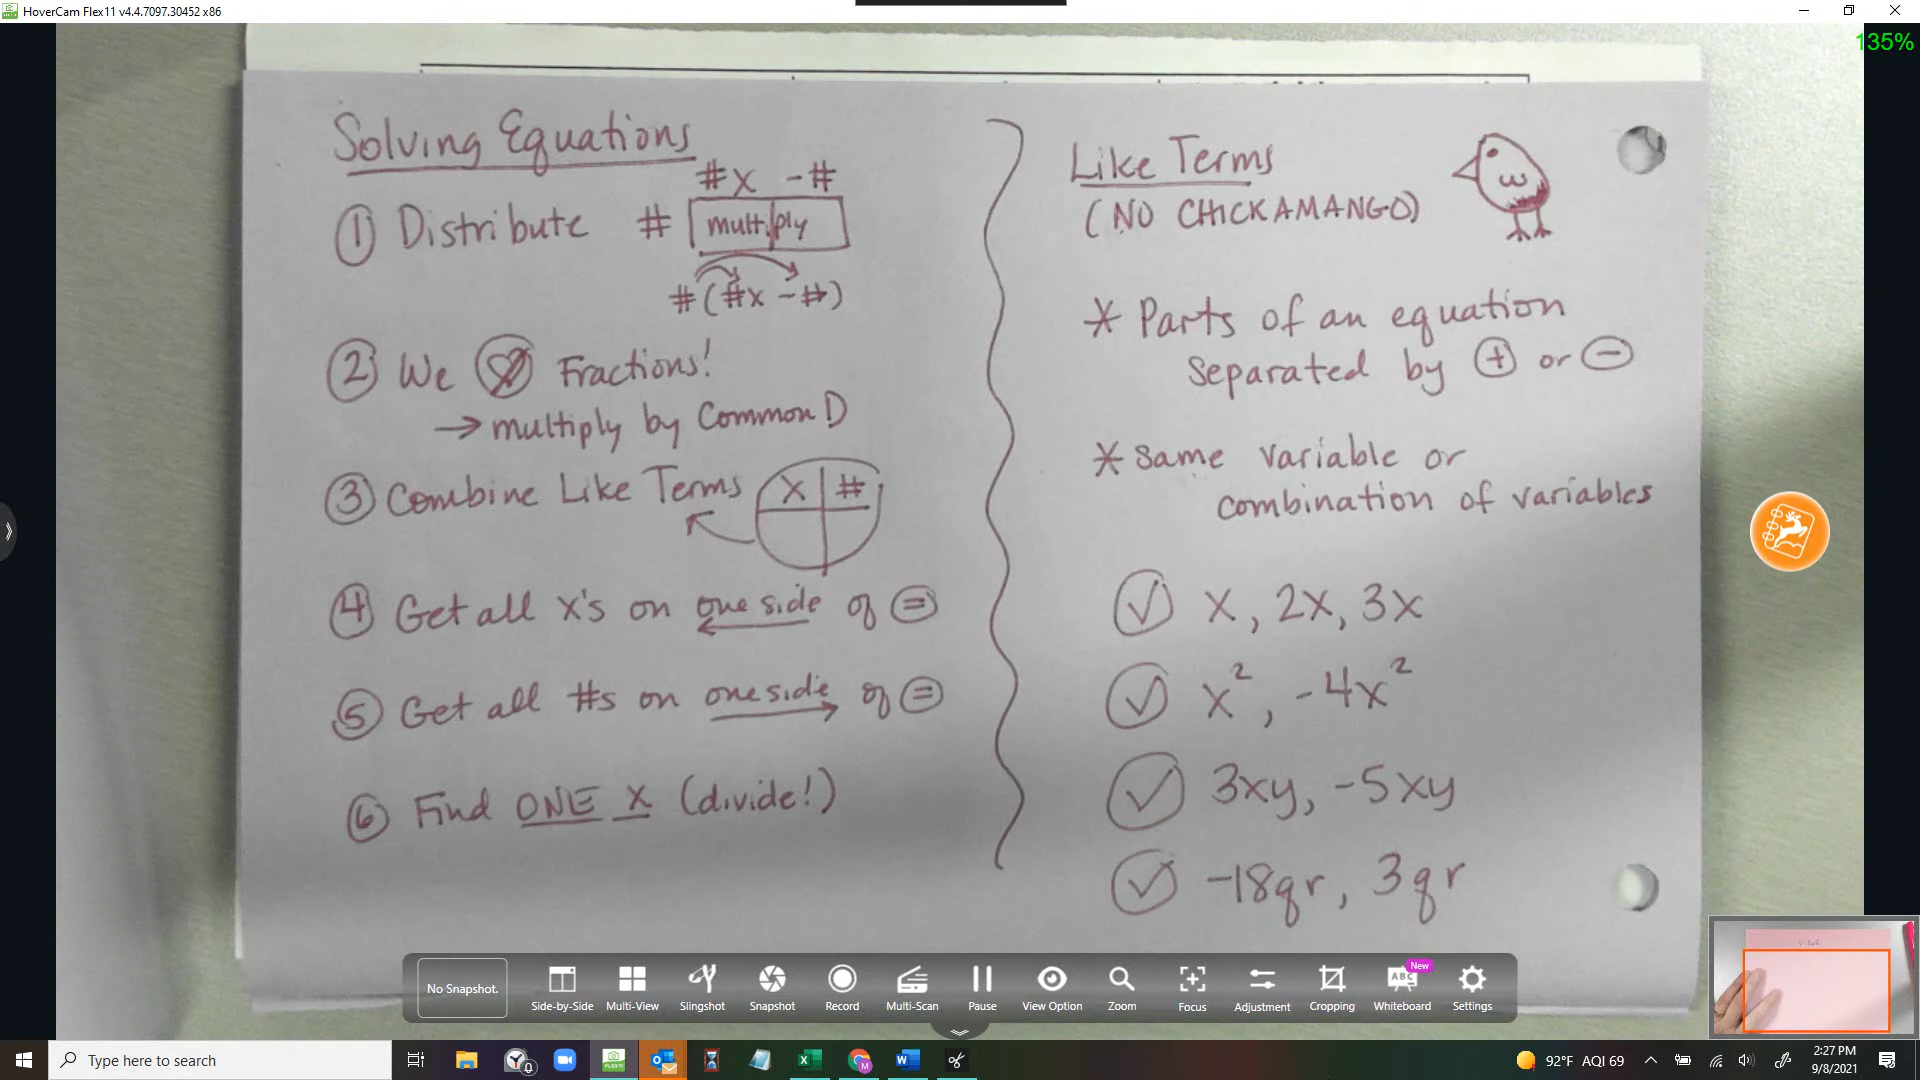 HoverCam Flex11 v4.4.7097.30452 x86
135%
Solving Equations
#x -#
① Distribute # multiply
#(#x -#)
② We Fractions!
→ multiply by Common D
③ Combine Like Terms X #
④ Get all x's on one side of =
⑤ Get all #s on one side of =
⑥ Find ONE X (divide!)
Like Terms
(NO CHICKAMANGO)
* Parts of an equation
separated by + or -
* same variable or
combination of variables
✓ x, 2x, 3x
✓ x², -4x²
✓ 3xy, -5xy
✓ -18qr, 3qr
No Snapshot.
Side-by-Side Multi-View Slingshot Snapshot Record Multi-Scan Pause View Option Zoom Focus Adjustment Cropping New ABC Whiteboard Settings
Type here to search
92°F AQI 69
2:27 PM
9/8/2021